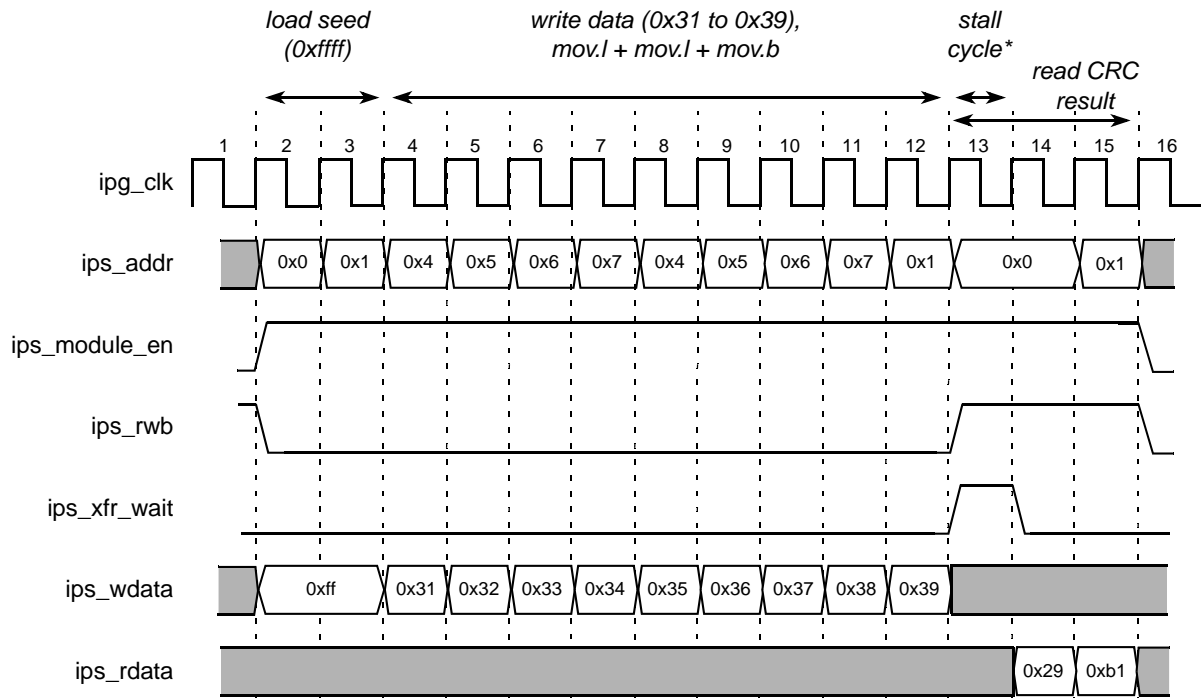 load seed
(0xffff)
write data (0x31 to 0x39),
mov.l + mov.l + mov.b
stall
cycle*
read CRC
result
1 2 3 4 5 6 7 8 9 10 11 12 13 14 15 16
ipg_clk
ips_addr 0x0 0x1 0x4 0x5 0x6 0x7 0x4 0x5 0x6 0x7 0x1 0x0 0x1
ips_module_en
ips_rwb
ips_xfr_wait
ips_wdata 0xff 0x31 0x32 0x33 0x34 0x35 0x36 0x37 0x38 0x39
ips_rdata 0x29 0xb1